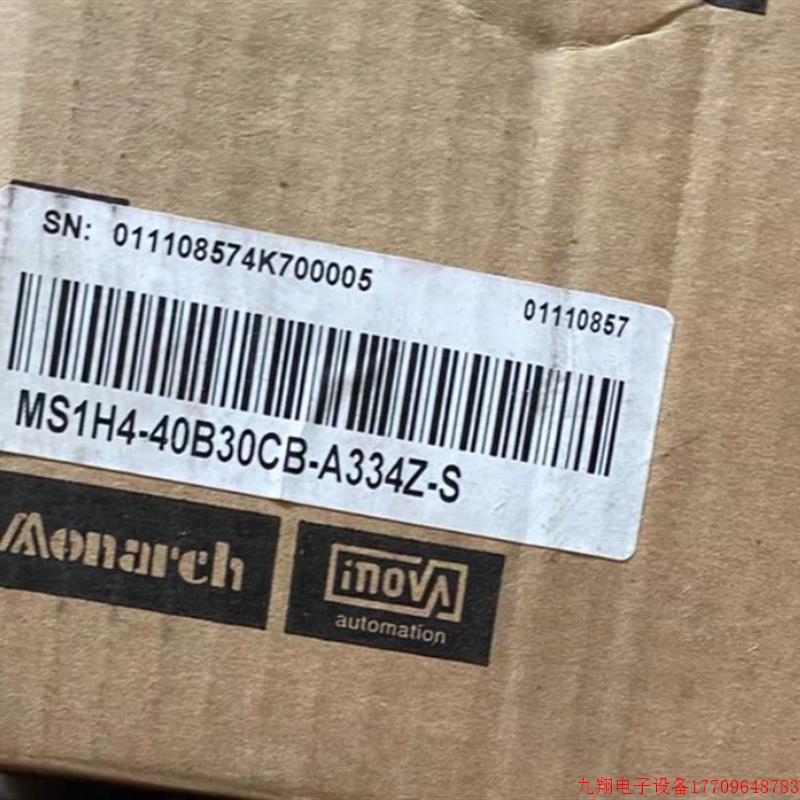 SN: 011108574K700005
01110857
MS1H4-40B30CB-A334Z-S
Monarch
inovA
automation
九翔电子设备17709648783